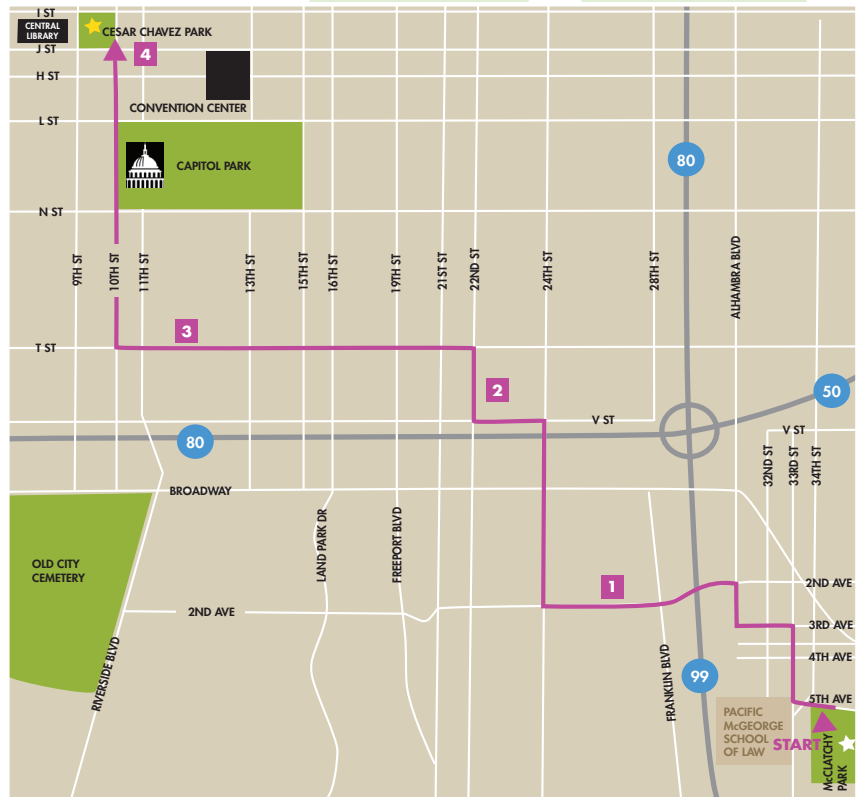 I ST
CENTRAL
LIBRARY
CESAR CHAVEZ PARK
J ST
4
H ST
CONVENTION CENTER
L ST
CAPITOL PARK
80
N ST
9TH ST
10TH ST
11TH ST
13TH ST
15TH ST
16TH ST
19TH ST
21ST ST
22ND ST
24TH ST
28TH ST
ALHAMBRA BLVD
3
T ST
2
50
V ST
V ST
80
32ND ST
33RD ST
34TH ST
BROADWAY
LAND PARK DR
FREEPORT BLVD
OLD CITY
CEMETERY
1
2ND AVE
2ND AVE
3RD AVE
4TH AVE
RIVERSIDE BLVD
FRANKLIN BLVD
99
5TH AVE
PACIFIC
McGEORGE
SCHOOL
OF LAW
START
McCLATCHY
PARK